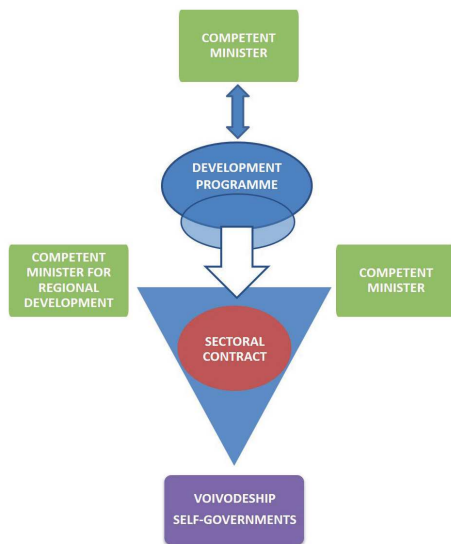 COMPETENT
MINISTER
DEVELOPMENT
PROGRAMME
COMPETENT
MINISTER FOR
REGIONAL
DEVELOPMENT
COMPETENT
MINISTER
SECTORAL
CONTRACT
VOIVODESHIP
SELF-GOVERNMENTS